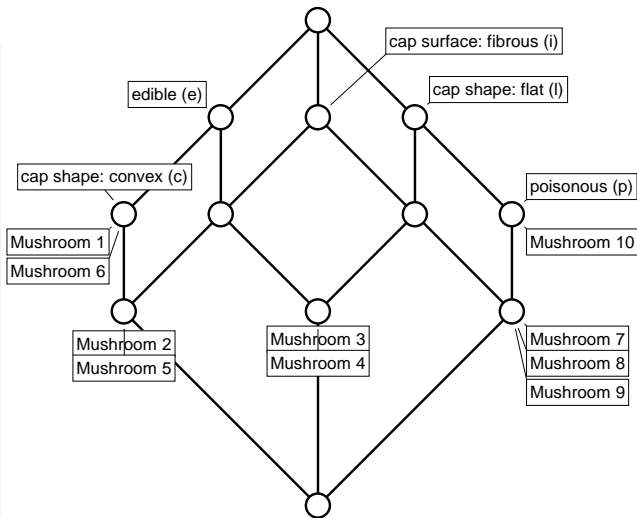 cap surface: fibrous (i)
edible (e)
cap shape: flat (l)
cap shape: convex (c)
poisonous (p)
Mushroom 1
Mushroom 10
Mushroom 6
Mushroom 2
Mushroom 3
Mushroom 7
Mushroom 5
Mushroom 4
Mushroom 8
Mushroom 9